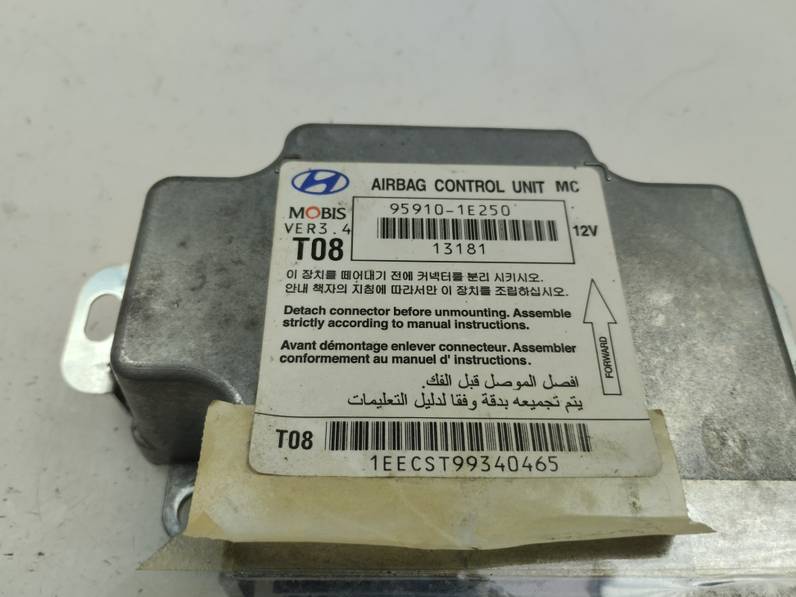 AIRBAG CONTROL UNIT MC
MOBIS
95910-1E250
VER3.4
12V
T08
13181
이 장치를 떼어내기 전에 커넥터를 분리 시키시오.
안내 책자의 지침에 따라서만 이 장치를 조립하십시오.
Detach connector before unmounting. Assemble
strictly according to manual instructions.
Avant démontage enlever connecteur. Assembler
conformement au manuel d' instructions.
FORWARD
افصل الموصل قبل الفك.
يتم تجميعه بدقة وفقا لدليل التعليمات
T08
1EECST99340465